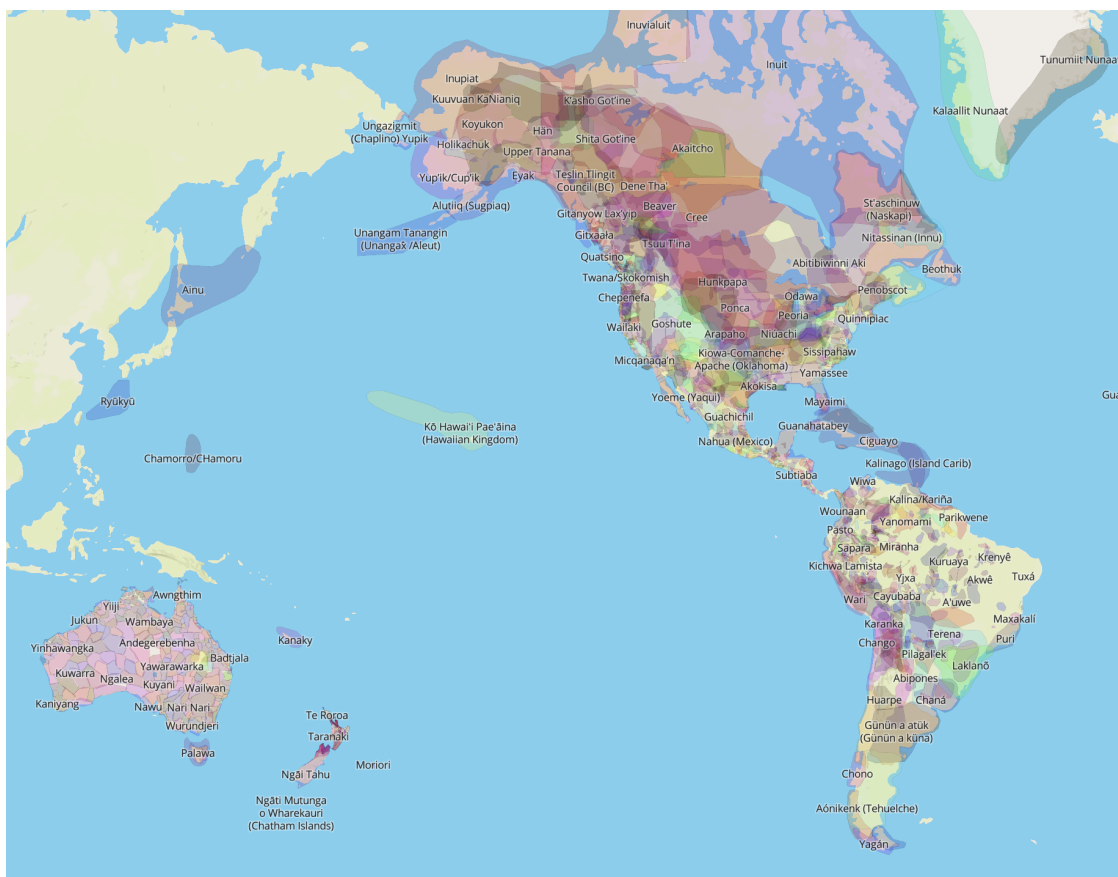 Inuvialuit
Inuit
Tunumiit Nunaa
Inupiat
Kuuvuan KaNianiq
K'asho Got'ine
Kalaallit Nunaat
Ungazigmit
(Chaplino) Yupik
Koyukon
Hän
Shita Got'ine
Holikachuk
Akaitcho
Upper Tanana
Yup'ik/Cup'ik
Eyak
Teslin Tlingit
Council (BC)
Dene Tha'
Alutiiq (Sugpiaq)
Beaver
St'aschinuw
(Naskapi)
Gitanyow Lax'yip
Cree
Unangam Tanangin
(Unangax̂ /Aleut)
Gitxaała
Tsuu T'ina
Nitassinan (Innu)
Quatsino
Abitibiwinni Aki
Beothuk
Twana/Skokomish
Hunkpapa
Ainu
Chepenefa
Odawa
Penobscot
Ponca
Peoria
Quinnipiac
Wailaki
Goshute
Arapaho
Niuachi
Micqanaqa'n
Kiowa-Comanche-
Apache (Oklahoma)
Sissipahaw
Yamassee
Akokisa
Yoeme (Yaqui)
Mayaimi
Gua
Ryūkyū
Guachichil
Guanahatabey
Kō Hawai'i Pae'āina
(Hawaiian Kingdom)
Nahua (Mexico)
Ciguayo
Chamorro/CHamoru
Kalinago (Island Carib)
Subtiaba
Wiwa
Kalina/Kariña
Wounaan
Yanomami
Parikwene
Pasto
Sapara
Miranha
Krenyê
Kuruaya
Kichwa Lamista
Yjxa
Akwê
Tuxá
Awngthim
Yiiji
Wari
Cayubaba
A'uwe
Jukun
Wambaya
Karanka
Maxakalí
Kanaky
Terena
Puri
Yinhawangka
Andegerebenha
Chango
Badtjala
Pilagal'ek
Yawarawarka
Laklanõ
Kuwarra
Ngalea
Kuyani
Wailwan
Abipones
Kaniyang
Nawu
Nari Nari
Huarpe
Chaná
Wurundjeri
Te Roroa
Günün a atük
(Günün a küna)
Taranaki
Palawa
Moriori
Ngāi Tahu
Chono
Ngāti Mutunga
o Wharekauri
(Chatham Islands)
Aónikenk (Tehuelche)
Yagán